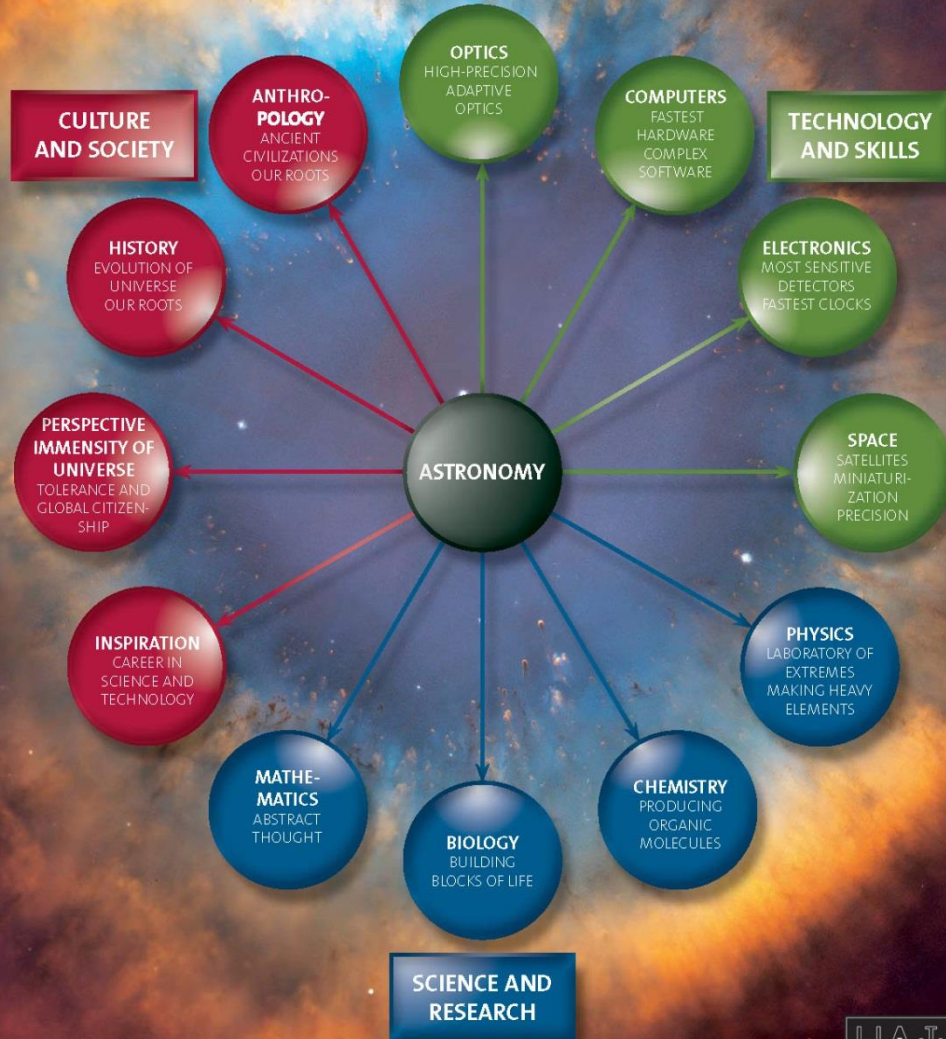 OPTICS
HIGH-PRECISION
ADAPTIVE
OPTICS
ANTHRO-
POLOGY
ANCIENT
CIVILIZATIONS
OUR ROOTS
COMPUTERS
FASTEST
HARDWARE
COMPLEX
SOFTWARE
CULTURE
AND SOCIETY
TECHNOLOGY
AND SKILLS
HISTORY
EVOLUTION OF
UNIVERSE
OUR ROOTS
ELECTRONICS
MOST SENSITIVE
DETECTORS
FASTEST CLOCKS
PERSPECTIVE
IMMENSITY OF
UNIVERSE
TOLERANCE AND
GLOBAL CITIZEN-
SHIP
ASTRONOMY
SPACE
SATELLITES
MINIATURI-
ZATION
PRECISION
INSPIRATION
CAREER IN
SCIENCE AND
TECHNOLOGY
PHYSICS
LABORATORY OF
EXTREMES
MAKING HEAVY
ELEMENTS
MATHE-
MATICS
ABSTRACT
THOUGHT
BIOLOGY
BUILDING
BLOCKS OF LIFE
CHEMISTRY
PRODUCING
ORGANIC
MOLECULES
SCIENCE AND
RESEARCH